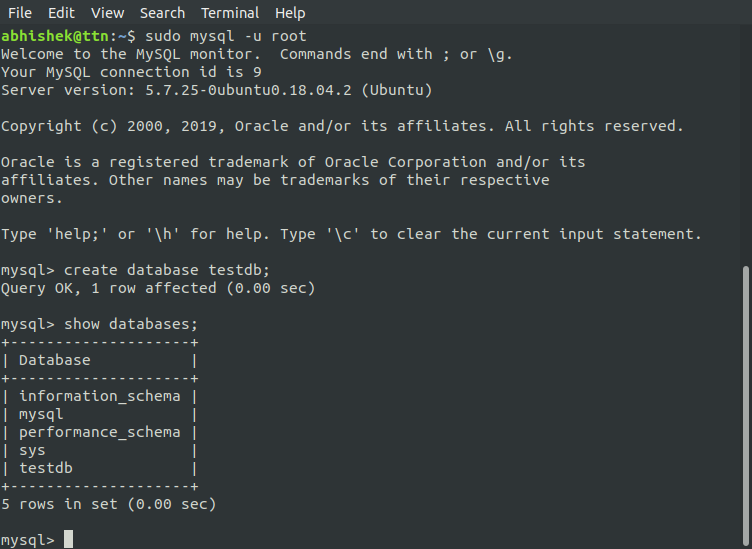 File Edit View Search Terminal Help
abhishek@ttn:~$ sudo mysql -u root
Welcome to the MySQL monitor.  Commands end with ; or \g.
Your MySQL connection id is 9
Server version: 5.7.25-0ubuntu0.18.04.2 (Ubuntu)

Copyright (c) 2000, 2019, Oracle and/or its affiliates. All rights reserved.

Oracle is a registered trademark of Oracle Corporation and/or its
affiliates. Other names may be trademarks of their respective
owners.

Type 'help;' or '\h' for help. Type '\c' to clear the current input statement.

mysql> create database testdb;
Query OK, 1 row affected (0.00 sec)

mysql> show databases;
+--------------------+
| Database           |
+--------------------+
| information_schema |
| mysql              |
| performance_schema |
| sys                |
| testdb             |
+--------------------+
5 rows in set (0.00 sec)

mysql>